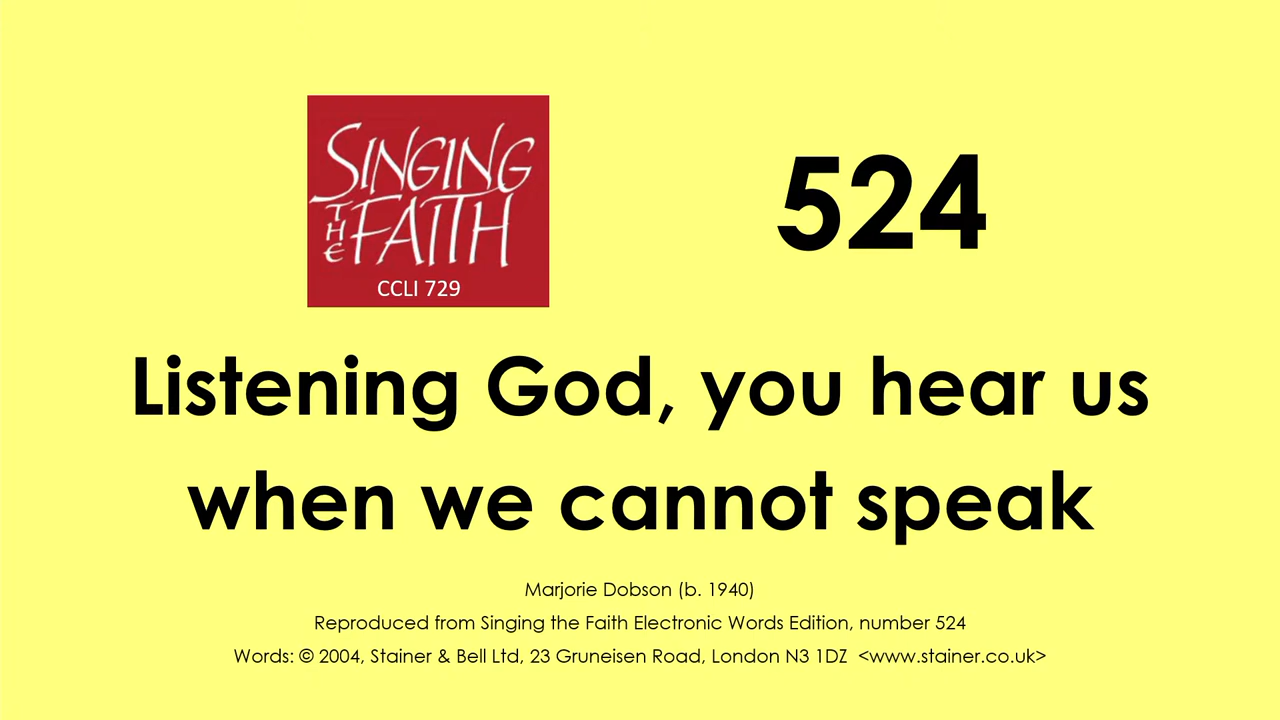 SINGING
THE FAITH
CCLI 729
524
Listening God, you hear us
when we cannot speak
Marjorie Dobson (b. 1940)
Reproduced from Singing the Faith Electronic Words Edition, number 524
Words: © 2004, Stainer & Bell Ltd, 23 Gruneisen Road, London N3 1DZ  <www.stainer.co.uk>